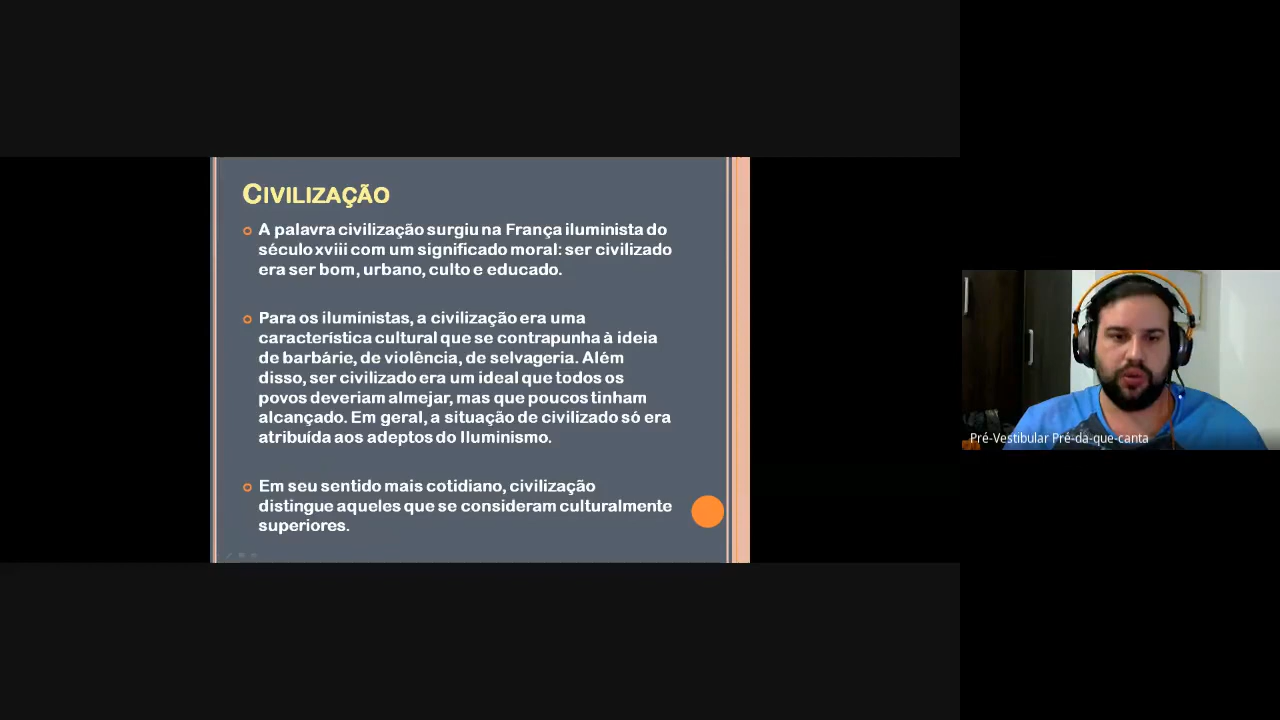 CIVILIZAÇÃO
A palavra civilização surgiu na França iluminista do
século xviii com um significado moral: ser civilizado
era ser bom, urbano, culto e educado.
Para os iluministas, a civilização era uma
característica cultural que se contrapunha à ideia
de barbárie, de violência, de selvageria. Além
disso, ser civilizado era um ideal que todos os
povos deveriam almejar, mas que poucos tinham
alcançado. Em geral, a situação de civilizado só era
atribuída aos adeptos do Iluminismo.
Em seu sentido mais cotidiano, civilização
distingue aqueles que se consideram culturalmente
superiores.
Pré-Vestibular Pré-da-que-canta